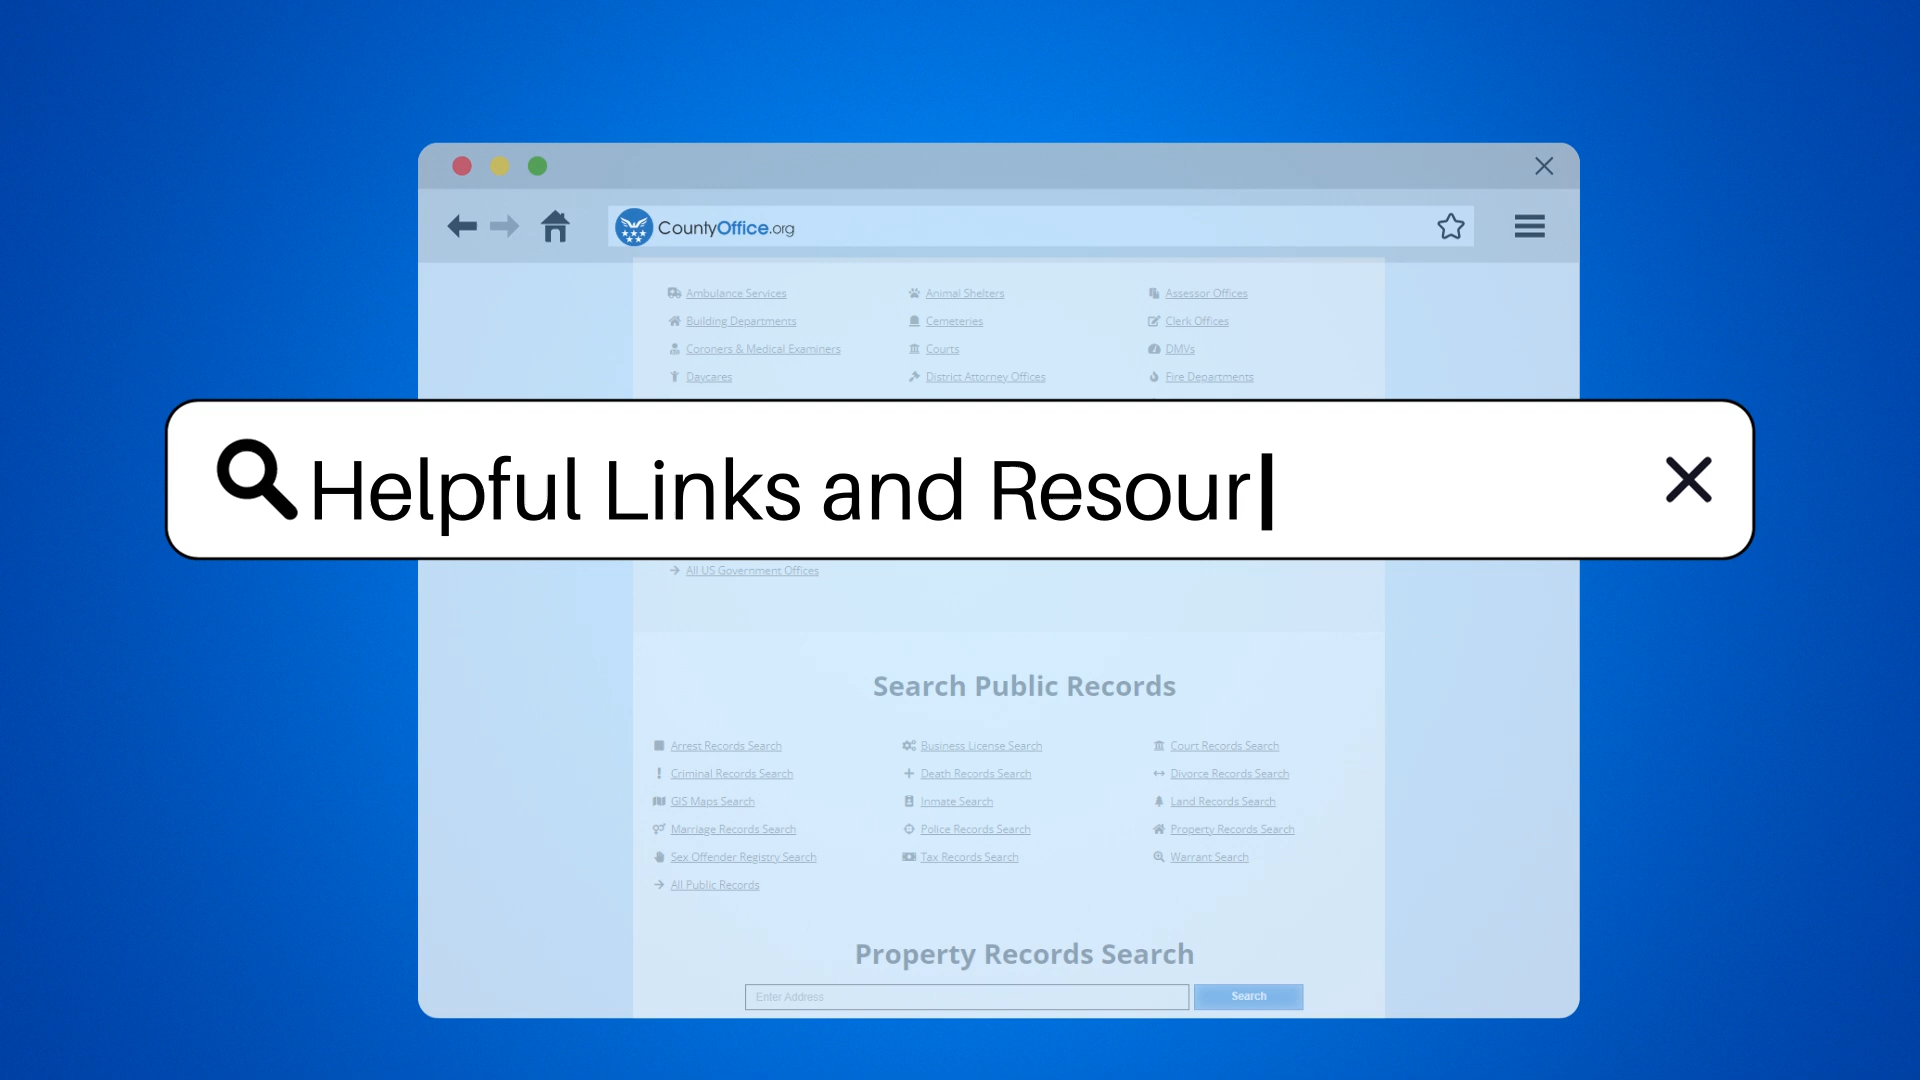 CountyOffice.org
Ambulance Services Animal Shelters Assessor Offices
Building Departments Cemeteries Clerk Offices
Coroners & Medical Examiners Courts DMVs
Daycares District Attorney Offices Fire Departments
Helpful Links and Resour
All US Government Offices
Search Public Records
Arrest Records Search Business License Search Court Records Search
Criminal Records Search Death Records Search Divorce Records Search
GIS Maps Search Inmate Search Land Records Search
Marriage Records Search Police Records Search Property Records Search
Sex Offender Registry Search Tax Records Search Warrant Search
All Public Records
Property Records Search
Enter Address Search